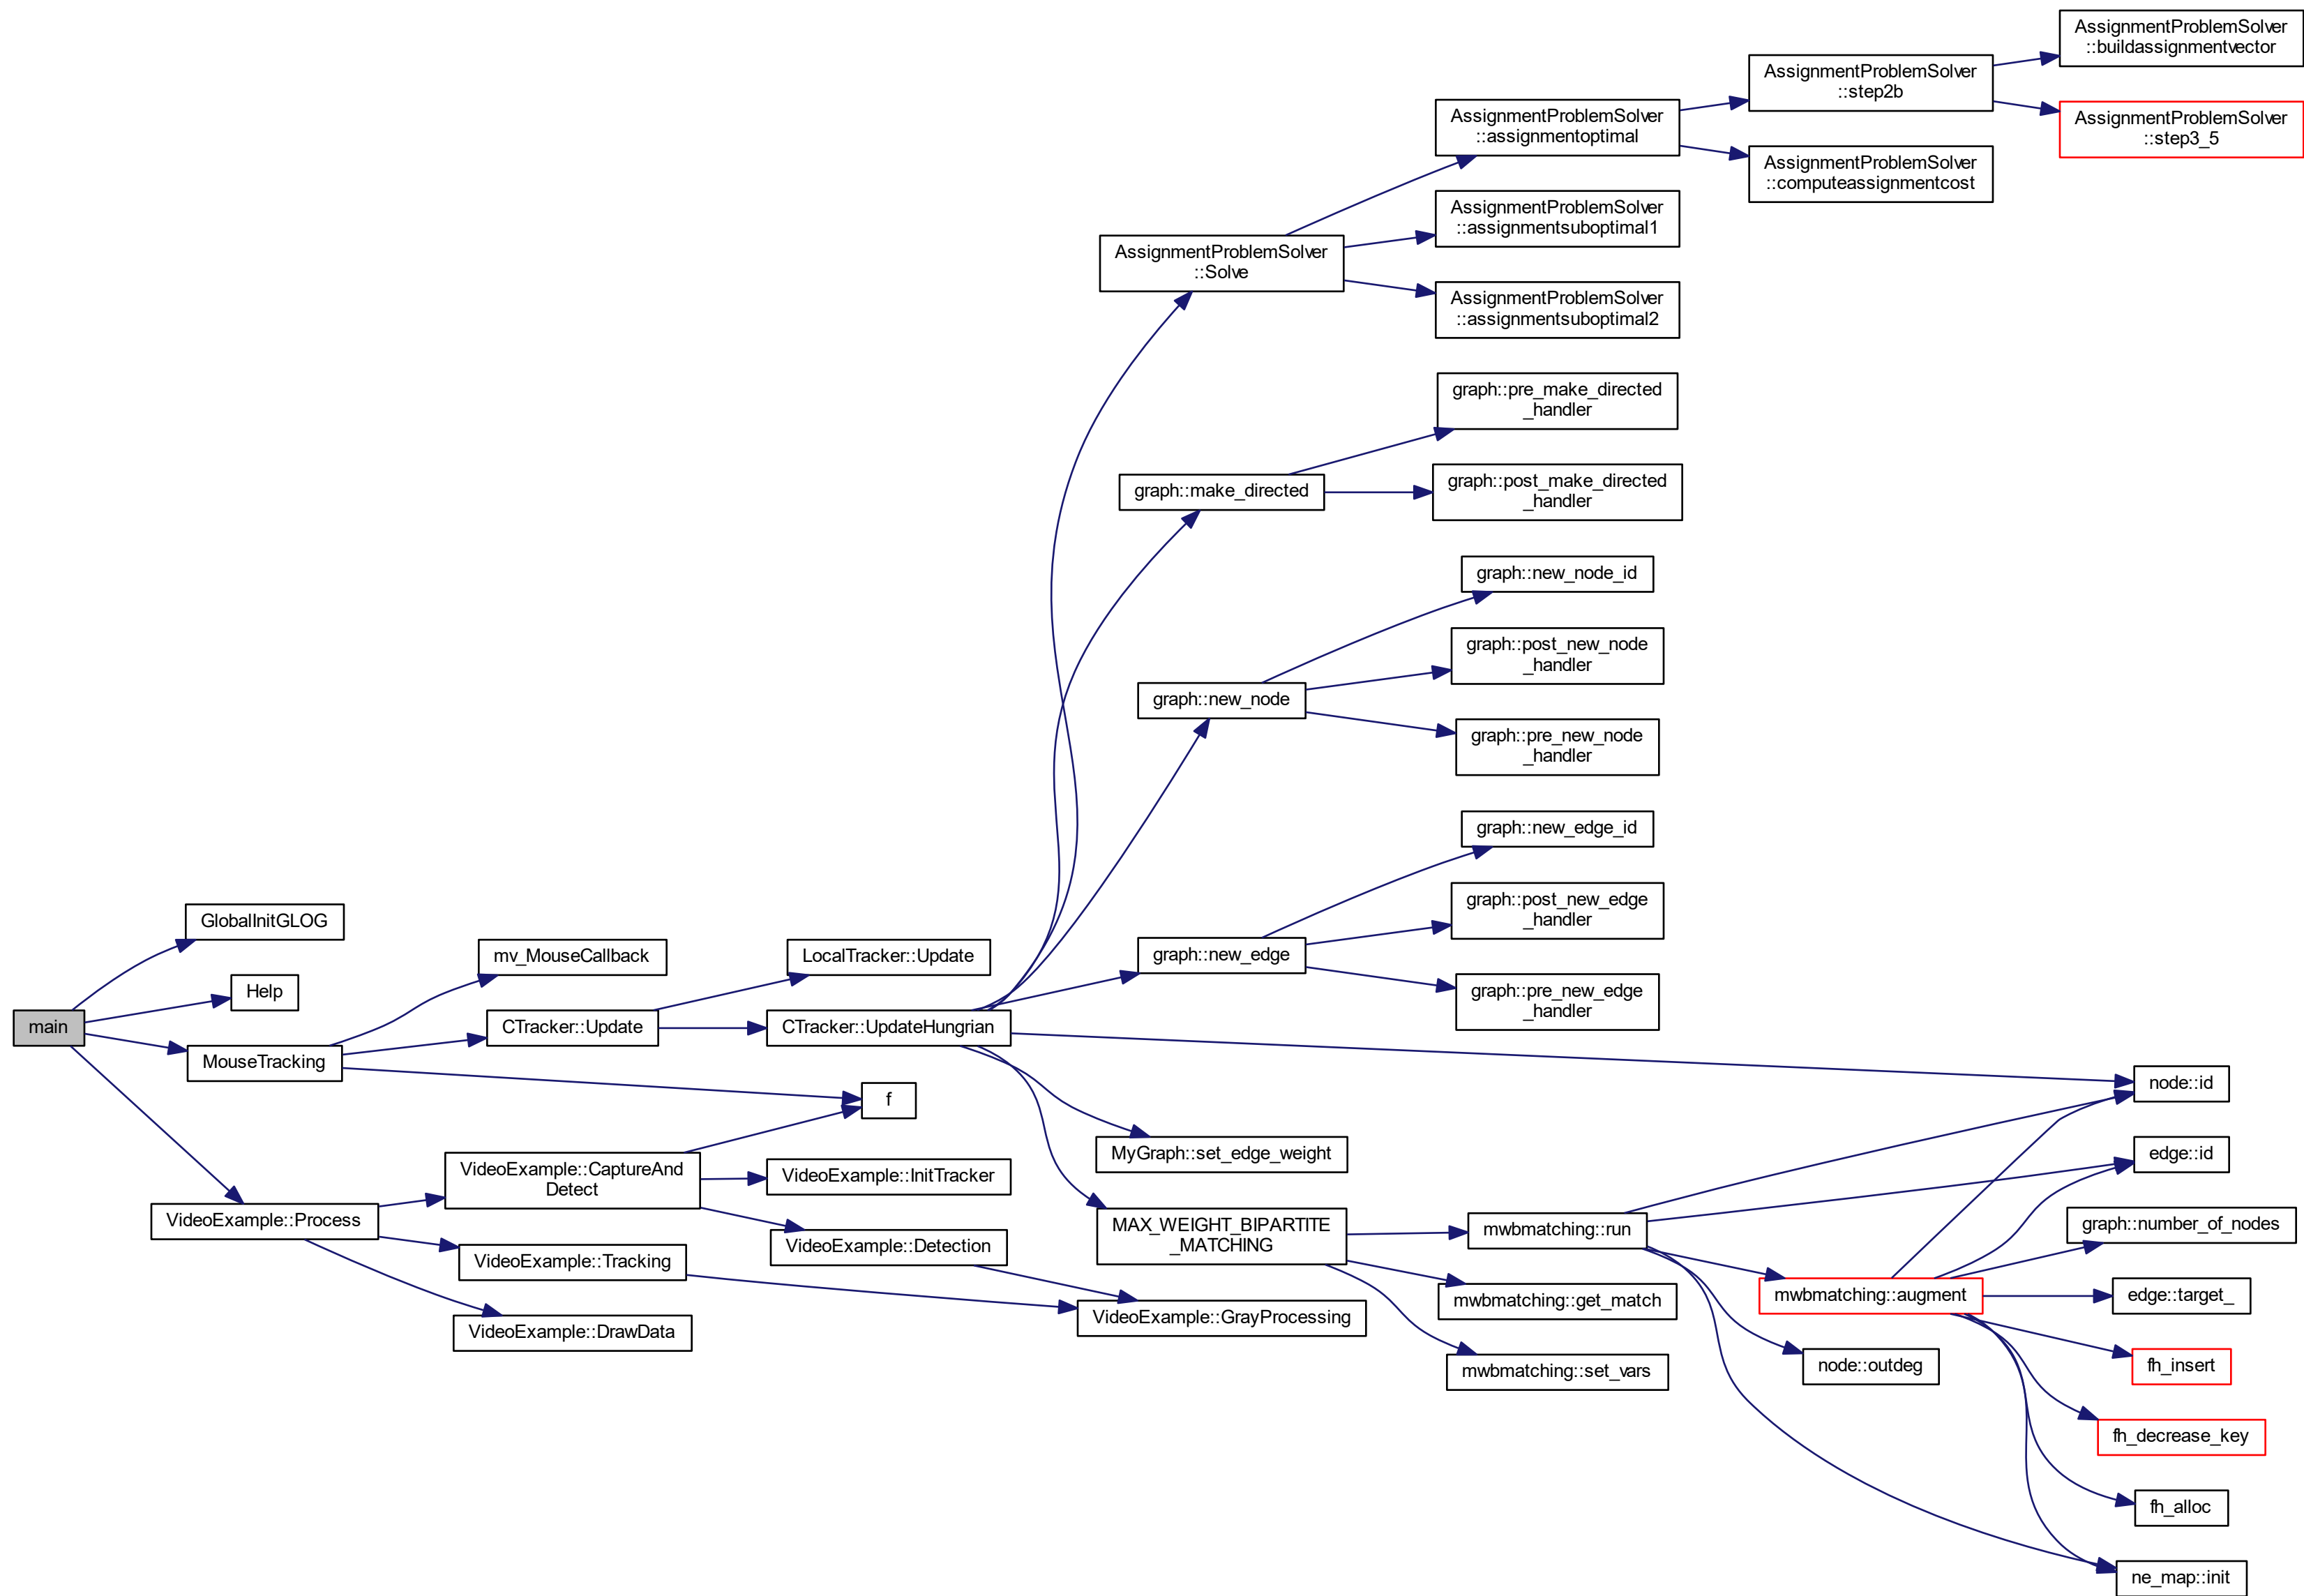 AssignmentProblemSolver
::buildassignmentvector
AssignmentProblemSolver
::step2b
AssignmentProblemSolver
::assignmentoptimal
AssignmentProblemSolver
::step3_5
AssignmentProblemSolver
::computeassignmentcost
AssignmentProblemSolver
::assignmentsuboptimal1
AssignmentProblemSolver
::Solve
AssignmentProblemSolver
::assignmentsuboptimal2
graph::pre_make_directed
_handler
graph::make_directed
graph::post_make_directed
_handler
graph::new_node_id
graph::post_new_node
_handler
graph::new_node
graph::pre_new_node
_handler
graph::new_edge_id
graph::post_new_edge
_handler
GlobalInitGLOG
mv_MouseCallback
LocalTracker::Update
graph::new_edge
graph::pre_new_edge
_handler
Help
main
CTracker::Update
CTracker::UpdateHungrian
MouseTracking
f
node::id
MyGraph::set_edge_weight
edge::id
VideoExample::CaptureAnd
Detect
VideoExample::InitTracker
VideoExample::Process
MAX_WEIGHT_BIPARTITE
_MATCHING
mwbmatching::run
graph::number_of_nodes
VideoExample::Detection
VideoExample::Tracking
mwbmatching::get_match
mwbmatching::augment
edge::target_
VideoExample::GrayProcessing
VideoExample::DrawData
mwbmatching::set_vars
node::outdeg
fh_insert
fh_decrease_key
fh_alloc
ne_map::init